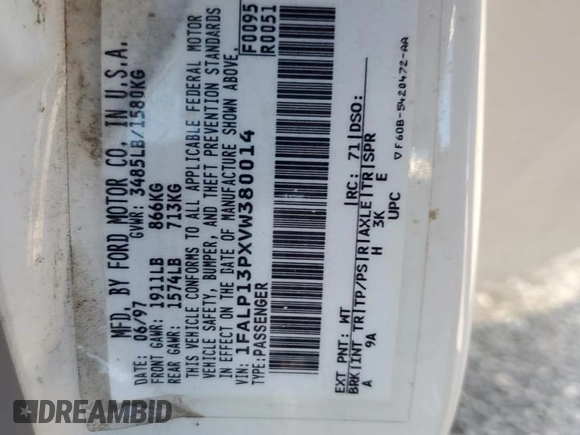 MFD. BY FORD MOTOR CO. IN U.S.A.
DATE: 06/97 GVWR: 3485LB/1580KG
FRONT GAWR: 1911LB 866KG
REAR GAWR: 1574LB 713KG
THIS VEHICLE CONFORMS TO ALL APPLICABLE FEDERAL MOTOR
VEHICLE SAFETY, BUMPER, AND THEFT PREVENTION STANDARDS
IN EFFECT ON THE DATE OF MANUFACTURE SHOWN ABOVE.
VIN: 1FALP13PXVW380014
TYPE: PASSENGER
F0095
R0051
EXT PNT: WT RC: 71 DSO:
BRK INT TR TP/PS R AXLE TR SPR
A 9A H 3K E
UPC
▽F60B-5420472-AA
DREAMBID